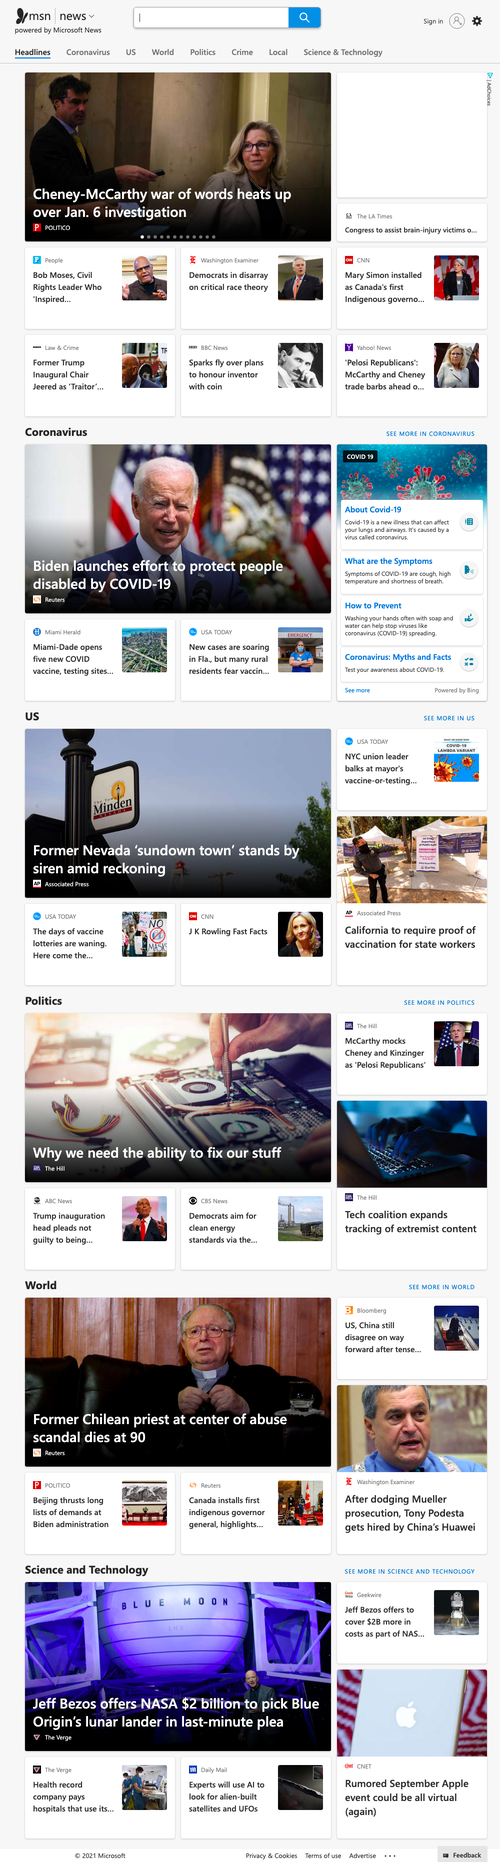 msn | news
powered by Microsoft News
Sign in
Headlines Coronavirus US World Politics Crime Local Science & Technology
AdChoices
Cheney-McCarthy war of words heats up
over Jan. 6 investigation
POLITICO
The LA Times
Congress to assist brain-injury victims o...
People
Bob Moses, Civil
Rights Leader Who
'Inspired...
Washington Examiner
Democrats in disarray
on critical race theory
CNN
Mary Simon installed
as Canada's first
Indigenous governo...
Law & Crime
Former Trump
Inaugural Chair
Jeered as 'Traitor'...
BBC News
Sparks fly over plans
to honour inventor
with coin
Yahoo! News
'Pelosi Republicans':
McCarthy and Cheney
trade barbs ahead o...
Coronavirus
SEE MORE IN CORONAVIRUS
Biden launches effort to protect people
disabled by COVID-19
Reuters
COVID 19
About Covid-19
Covid-19 is a new illness that can affect
your lungs and airways. It's caused by a
virus called coronavirus.
What are the Symptoms
Symptoms of COVID-19 are cough, high
temperature and shortness of breath.
How to Prevent
Washing your hands often with soap and
water can help stop viruses like
coronavirus (COVID-19) spreading.
Coronavirus: Myths and Facts
Test your awareness about COVID-19.
See more
Powered by Bing
Miami Herald
Miami-Dade opens
five new COVID
vaccine, testing sites...
USA TODAY
New cases are soaring
in Fla., but many rural
residents fear vaccin...
EMERGENCY
US
SEE MORE IN US
Minden
Former Nevada 'sundown town' stands by
siren amid reckoning
Associated Press
USA TODAY
NYC union leader
balks at mayor's
vaccine-or-testing...
COVID-19
LAMBDA VARIANT
Associated Press
California to require proof of
vaccination for state workers
USA TODAY
The days of vaccine
lotteries are waning.
Here come the...
NO
MASKS
CNN
J K Rowling Fast Facts
Politics
SEE MORE IN POLITICS
Why we need the ability to fix our stuff
The Hill
The Hill
McCarthy mocks
Cheney and Kinzinger
as 'Pelosi Republicans'
The Hill
Tech coalition expands
tracking of extremist content
ABC News
Trump inauguration
head pleads not
guilty to being...
CBS News
Democrats aim for
clean energy
standards via the...
World
SEE MORE IN WORLD
Former Chilean priest at center of abuse
scandal dies at 90
Reuters
Bloomberg
US, China still
disagree on way
forward after tense...
Washington Examiner
After dodging Mueller
prosecution, Tony Podesta
gets hired by China's Huawei
POLITICO
Beijing thrusts long
lists of demands at
Biden administration
Reuters
Canada installs first
indigenous governor
general, highlights...
Science and Technology
SEE MORE IN SCIENCE AND TECHNOLOGY
BLUE MOON
Jeff Bezos offers NASA $2 billion to pick Blue
Origin's lunar lander in last-minute plea
The Verge
Geekwire
Jeff Bezos offers to
cover $2B more in
costs as part of NAS...
CNET
Rumored September Apple
event could be all virtual
(again)
The Verge
Health record
company pays
hospitals that use its...
Daily Mail
Experts will use AI to
look for alien-built
satellites and UFOs
© 2021 Microsoft
Privacy & Cookies Terms of use Advertise ...
Feedback